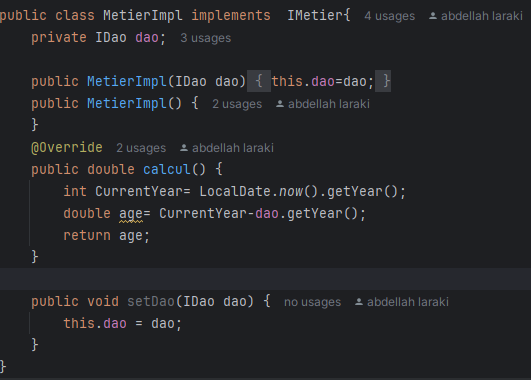 public class MetierImpl implements  IMetier{ 4 usages abdellah laraki
private IDao dao; 3 usages
public MetierImpl(IDao dao) { this.dao=dao; }
public MetierImpl() { 2 usages abdellah laraki
}
@Override 2 usages abdellah laraki
public double calcul() {
int CurrentYear= LocalDate.now().getYear();
double age= CurrentYear-dao.getYear();
return age;
}
public void setDao(IDao dao) { no usages abdellah laraki
this.dao = dao;
}
}